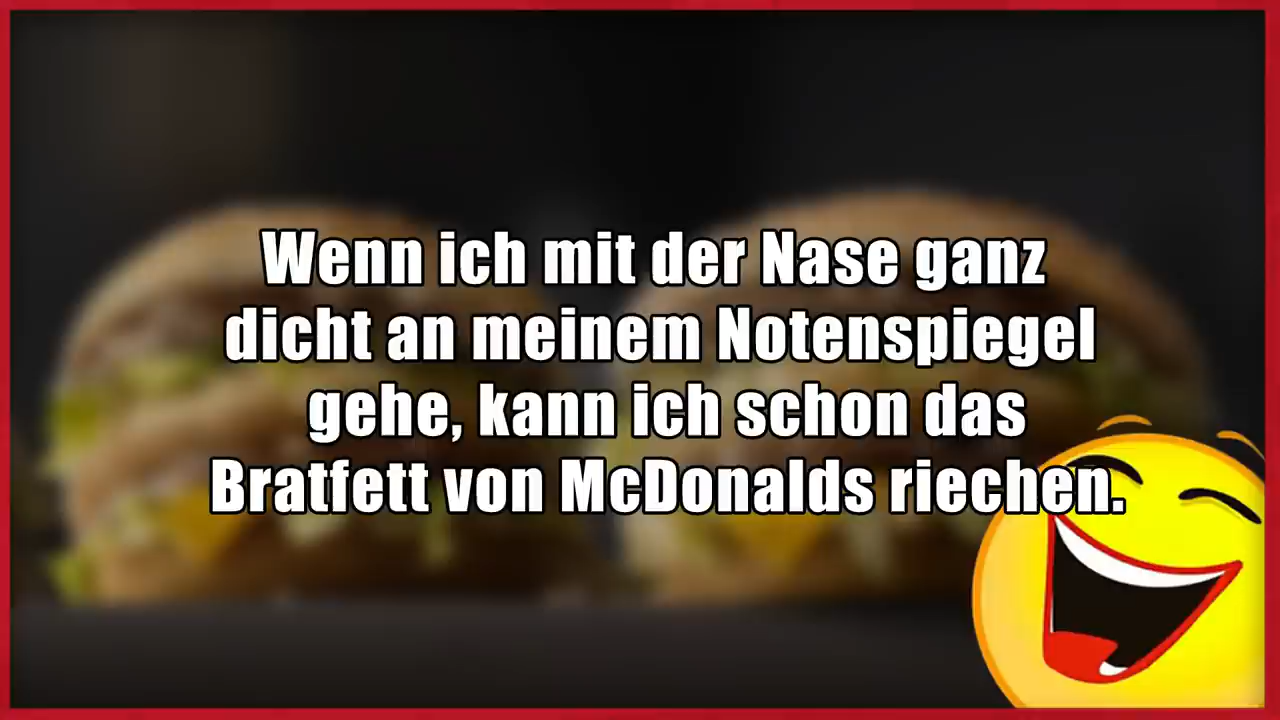 Wenn ich mit der Nase ganz
dicht an meinem Notenspiegel
gehe, kann ich schon das
Bratfett von McDonalds riechen.